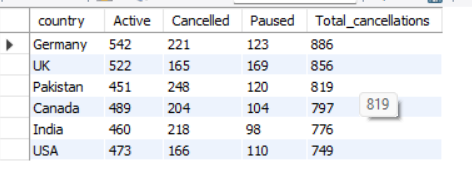 country Active Cancelled Paused Total_cancellations
Germany 542 221 123 886
UK 522 165 169 856
Pakistan 451 248 120 819
Canada 489 204 104 797
819
India 460 218 98 776
USA 473 166 110 749